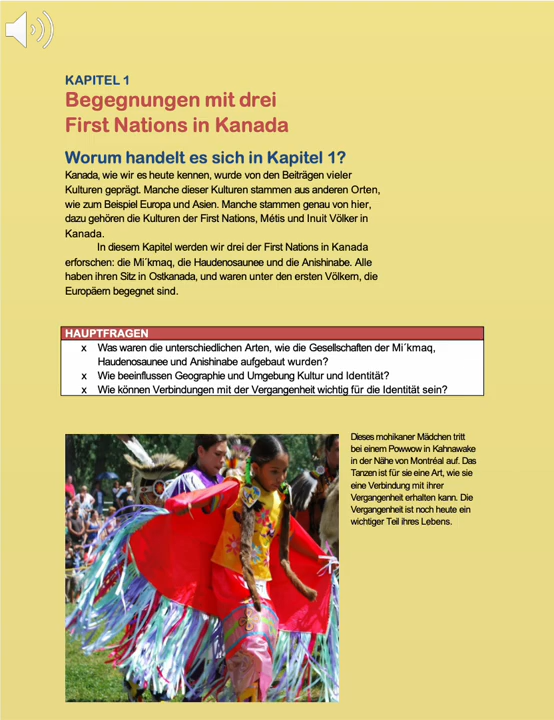 KAPITEL 1
Begegnungen mit drei
First Nations in Kanada
Worum handelt es sich in Kapitel 1?
Kanada, wie wir es heute kennen, wurde von den Beiträgen vieler
Kulturen geprägt. Manche dieser Kulturen stammen aus anderen Orten,
wie zum Beispiel Europa und Asien. Manche stammen genau von hier,
dazu gehören die Kulturen der First Nations, Métis und Inuit Völker in
Kanada.
In diesem Kapitel werden wir drei der First Nations in Kanada
erforschen: die Mi´kmaq, die Haudenosaunee und die Anishinabe. Alle
haben ihren Sitz in Ostkanada, und waren unter den ersten Völkern, die
Europäern begegnet sind.
HAUPTFRAGEN
x Was waren die unterschiedlichen Arten, wie die Gesellschaften der Mi´kmaq,
Haudenosaunee und Anishinabe aufgebaut wurden?
x Wie beeinflussen Geographie und Umgebung Kultur und Identität?
x Wie können Verbindungen mit der Vergangenheit wichtig für die Identität sein?
Dieses mohikaner Mädchen tritt
bei einem Powwow in Kahnawake
in der Nähe von Montréal auf. Das
Tanzen ist für sie eine Art, wie sie
eine Verbindung mit ihrer
Vergangenheit erhalten kann. Die
Vergangenheit ist noch heute ein
wichtiger Teil ihres Lebens.